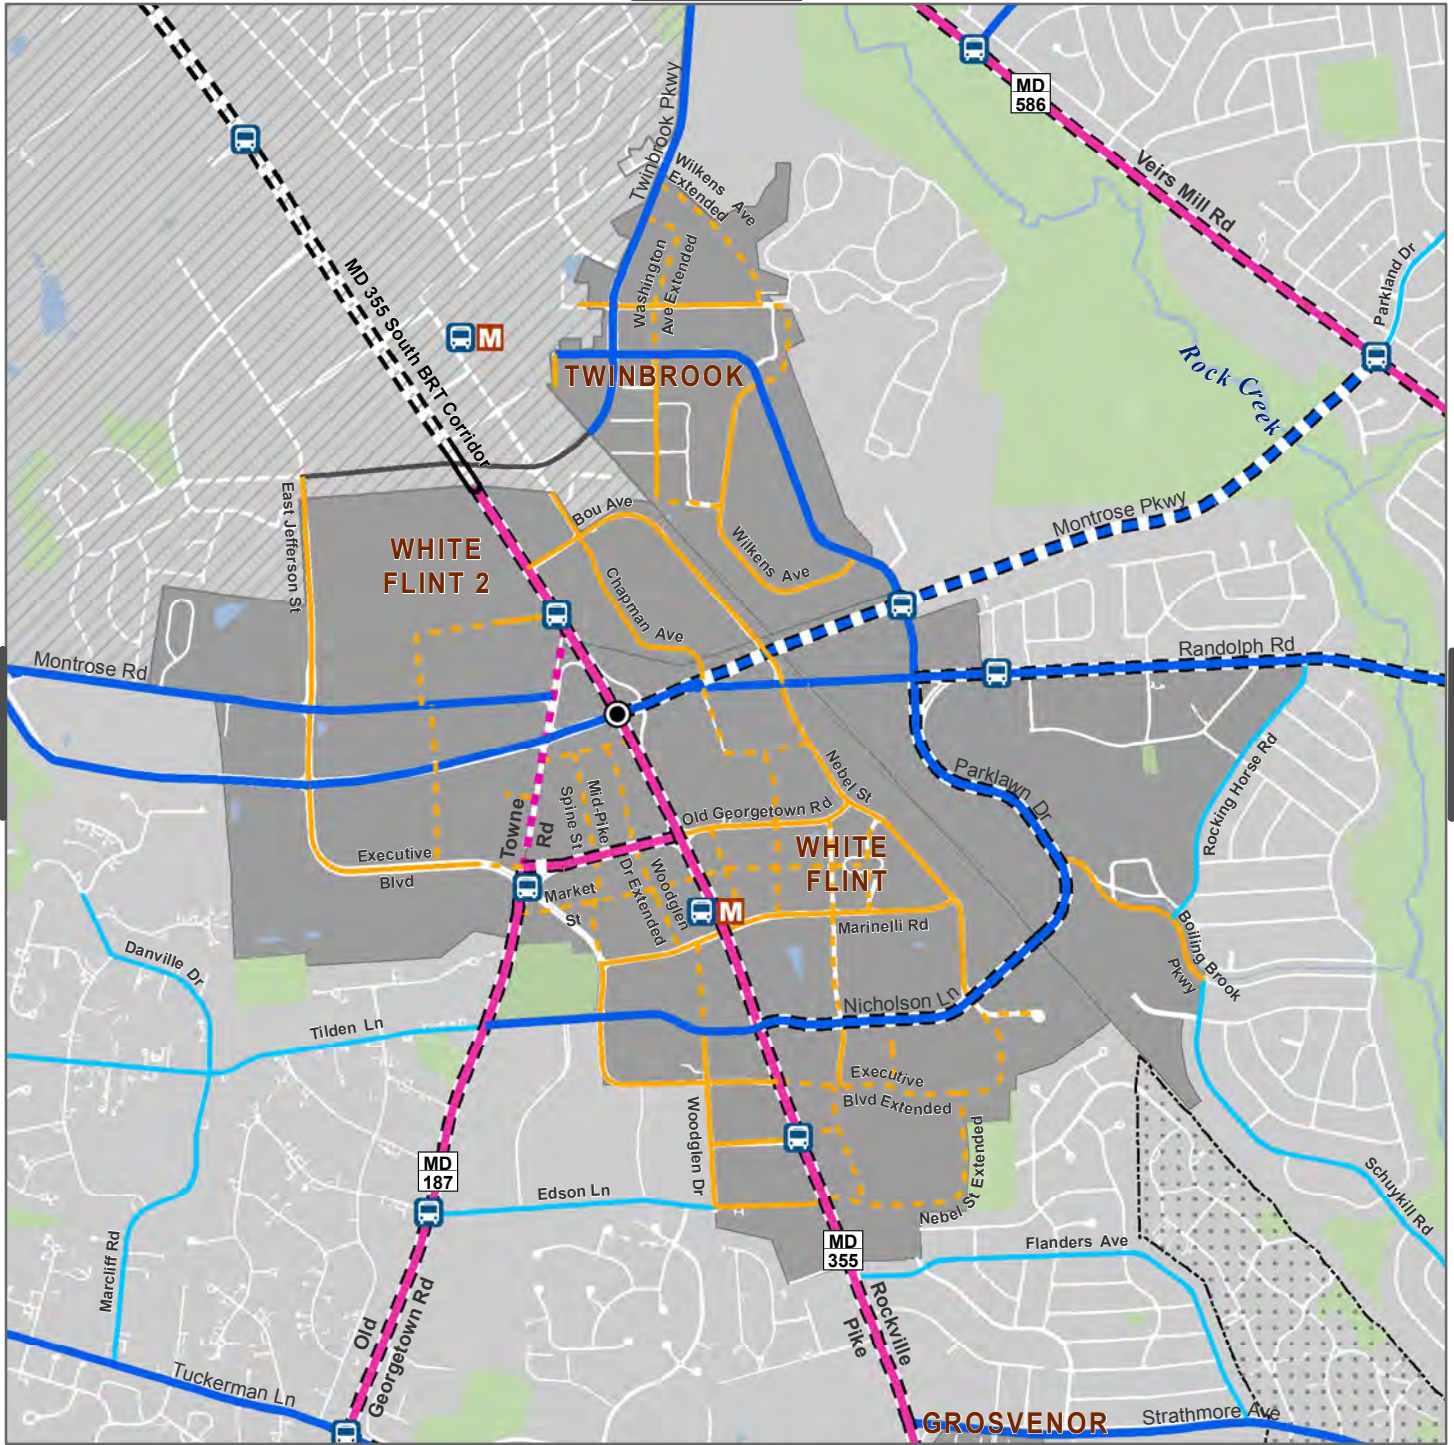 MD
586
Twinbrook Pkwy
Wilkens Ave
Extended
Veirs Mill Rd
Washington
Ave Extended
Parkland Dr
MD 355 South BRT Corridor
M
TWINBROOK
Rock Creek
East Jefferson St
Bou Ave
Montrose Pkwy
WHITE
FLINT 2
Wilkens Ave
Chapman Ave
Montrose Rd
Randolph Rd
Parklawn Dr
Nebel St
Rocking Horse Rd
Mid-Pike
Spine St
Old Georgetown Rd
Towne
Rd
Executive
Blvd
WHITE
FLINT
Dr Extended
Woodglen
Market
St
M
Marinelli Rd
Boiling Brook
Pkwy
Danville Dr
Nicholson Ln
Tilden Ln
Executive
Blvd Extended
Woodglen Dr
Nebel St Extended
MD
187
Edson Ln
Schuykill Rd
MD
355
Flanders Ave
Marcliff Rd
Old
Georgetown Rd
Rockville
Pike
Tuckerman Ln
GROSVENOR
Strathmore Ave